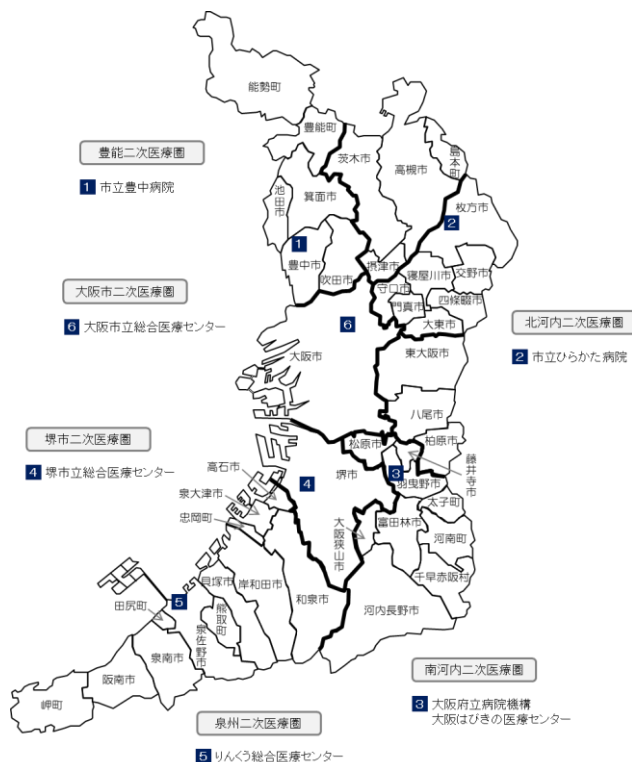 能勢町
豊能町
茨木市
高槻市
島本町
豊能二次医療圏
1 市立豊中病院
池田市
箕面市
枚方市
2
1
豊中市
吹田市
摂津市
守口市
寝屋川市
交野市
門真市
四條畷市
大東市
大阪市二次医療圏
6 大阪市立総合医療センター
6
大阪市
東大阪市
北河内二次医療圏
2 市立ひらかた病院
八尾市
柏原市
藤井寺市
松原市
堺市二次医療圏
4 堺市立総合医療センター
高石市
泉大津市
忠岡町
4
堺市
3
羽曳野市
太子町
大阪狭山市
富田林市
河南町
千早赤阪村
田尻町
5
貝塚市
熊取町
岸和田市
和泉市
河内長野市
泉佐野市
泉南市
阪南市
岬町
南河内二次医療圏
3 大阪府立病院機構
大阪はびきの医療センター
泉州二次医療圏
5 りんくう総合医療センター